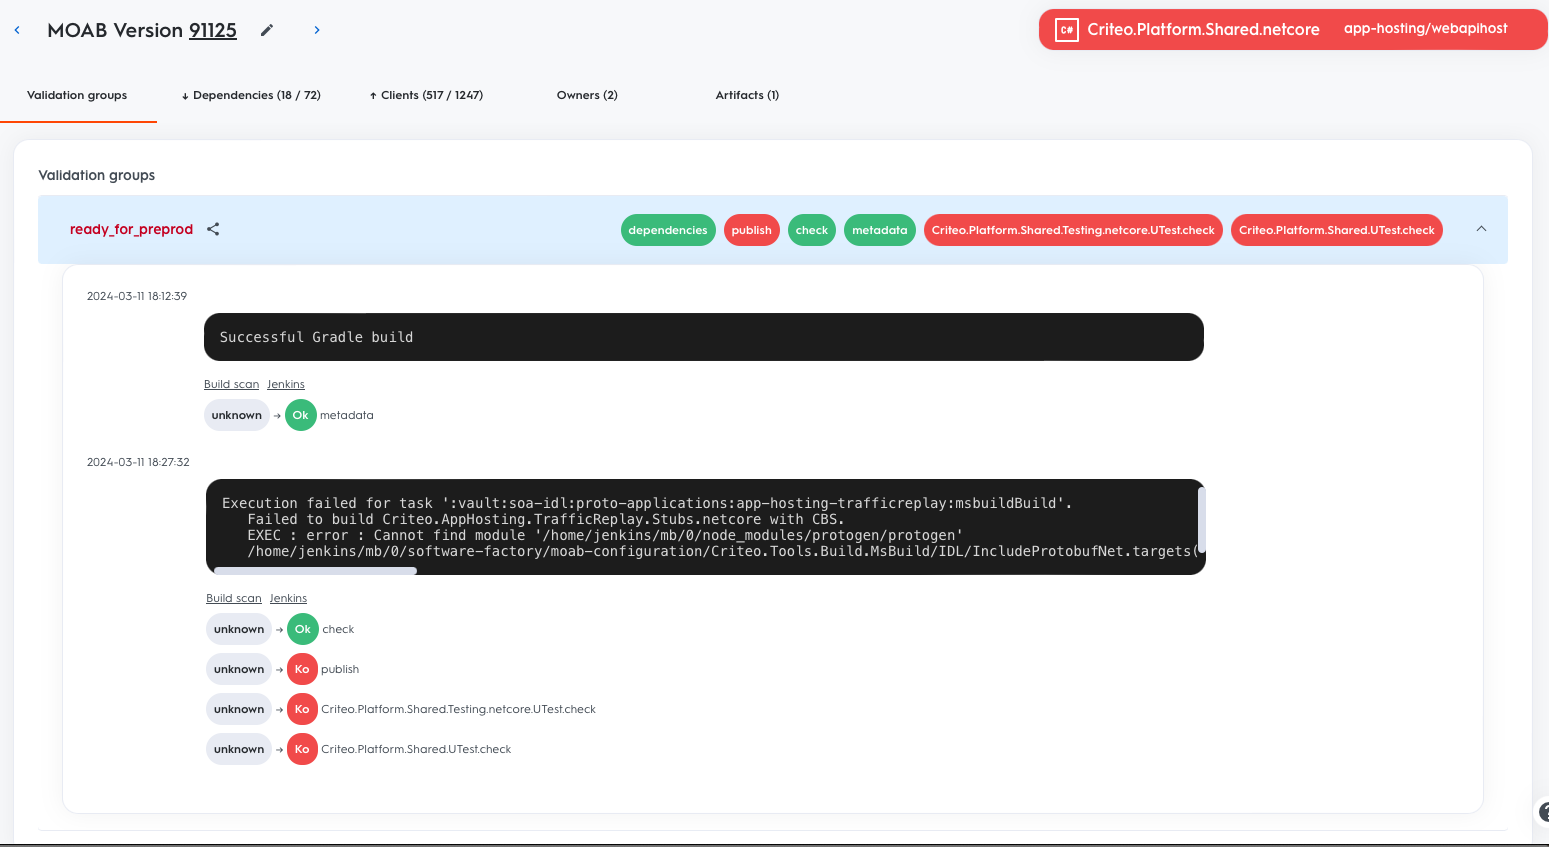 MOAB Version 91125
C# Criteo.Platform.Shared.netcore app-hosting/webapihost
Validation groups ↓ Dependencies (18 / 72) ↑ Clients (517 / 1247) Owners (2) Artifacts (1)
Validation groups
ready_for_preprod dependencies publish check metadata Criteo.Platform.Shared.Testing.netcore.UTest.check Criteo.Platform.Shared.UTest.check
2024-03-11 18:12:39
Successful Gradle build
Build scan Jenkins
unknown → Ok metadata
2024-03-11 18:27:32
Execution failed for task ':vault:soa-idl:proto-applications:app-hosting-trafficreplay:msbuildBuild'.
Failed to build Criteo.AppHosting.TrafficReplay.Stubs.netcore with CBS.
EXEC : error : Cannot find module '/home/jenkins/mb/0/node_modules/protogen/protogen'
/home/jenkins/mb/0/software-factory/moab-configuration/Criteo.Tools.Build.MsBuild/IDL/IncludeProtobufNet.targets(
Build scan Jenkins
unknown → Ok check
unknown → Ko publish
unknown → Ko Criteo.Platform.Shared.Testing.netcore.UTest.check
unknown → Ko Criteo.Platform.Shared.UTest.check
?